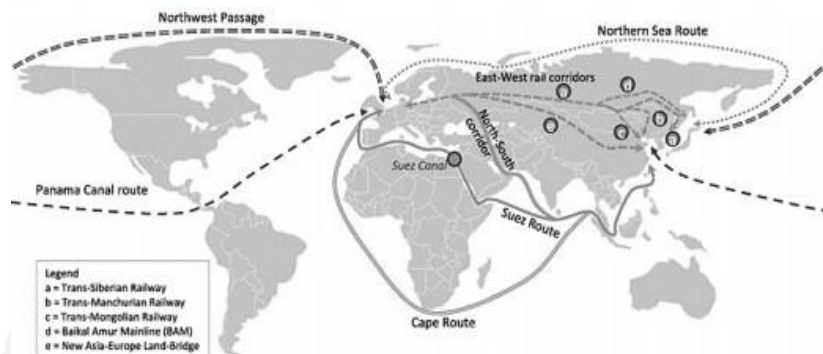 Northwest Passage
Northern Sea Route
East-West rail corridors
North-South
corridor
Suez Canal
Panama Canal route
Suez Route
Cape Route
Legend
a = Trans-Siberian Railway
b = Trans-Manchurian Railway
c = Trans-Mongolian Railway
d = Baikal Amur Mainline (BAM)
e = New Asia-Europe Land-Bridge